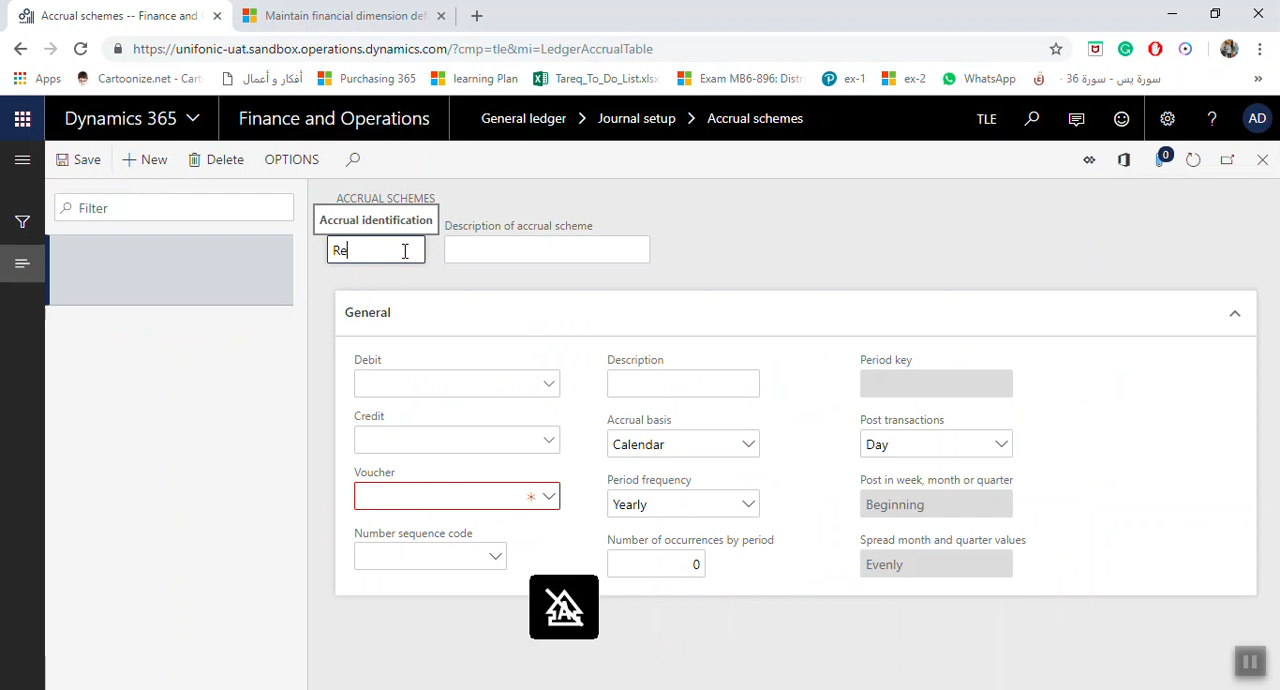 Accrual schemes -- Finance and
Maintain financial dimension def
https://unifonic-uat.sandbox.operations.dynamics.com/?cmp=tle&mi=LedgerAccrualTable
Apps
Cartoonize.net - Cart
أفكار و أعمال
Purchasing 365
learning Plan
Tareq_To_Do_List.xlsx
Exam MB6-896: Distr
ex-1
ex-2
WhatsApp
سورة يس - سورة 36 -
»
Dynamics 365
Finance and Operations
General ledger > Journal setup > Accrual schemes
TLE
?
AD
Save
New
Delete
OPTIONS
0
Filter
ACCRUAL SCHEMES
Accrual identification
Description of accrual scheme
Re
General
Debit
Description
Period key
Credit
Accrual basis
Calendar
Post transactions
Day
Voucher
*
Period frequency
Yearly
Post in week, month or quarter
Beginning
Number sequence code
Number of occurrences by period
0
Spread month and quarter values
Evenly
A